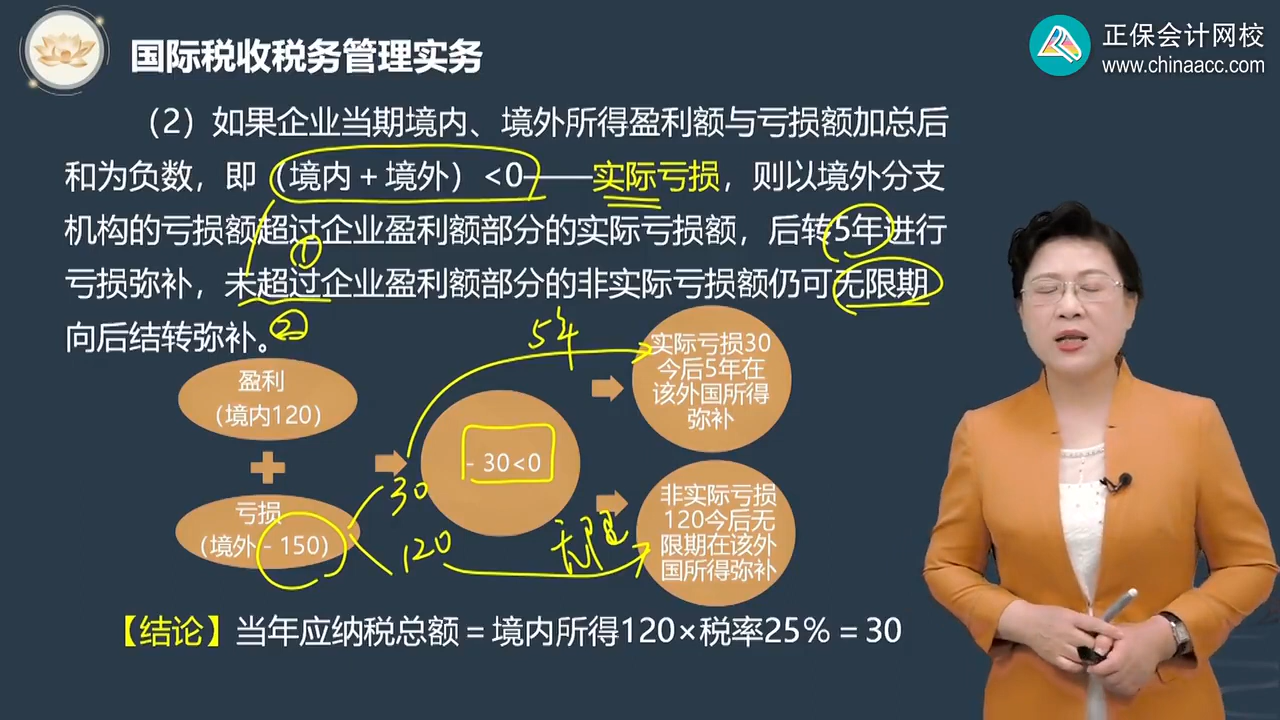 国际税收税务管理实务
正保会计网校
www.chinaacc.com
（2）如果企业当期境内、境外所得盈利额与亏损额加总后
和为负数，即（境内＋境外）<0——实际亏损，则以境外分支
机构的亏损额超过企业盈利额部分的实际亏损额，后转5年进行
亏损弥补，未超过企业盈利额部分的非实际亏损额仍可无限期
向后结转弥补。
①
②
盈利
（境内120）
亏损
（境外－150）
30
120
- 30<0
5年
无限
实际亏损30
今后5年在
该外国所得
弥补
非实际亏损
120今后无
限期在该外
国所得弥补
【结论】当年应纳税总额＝境内所得120×税率25%＝30